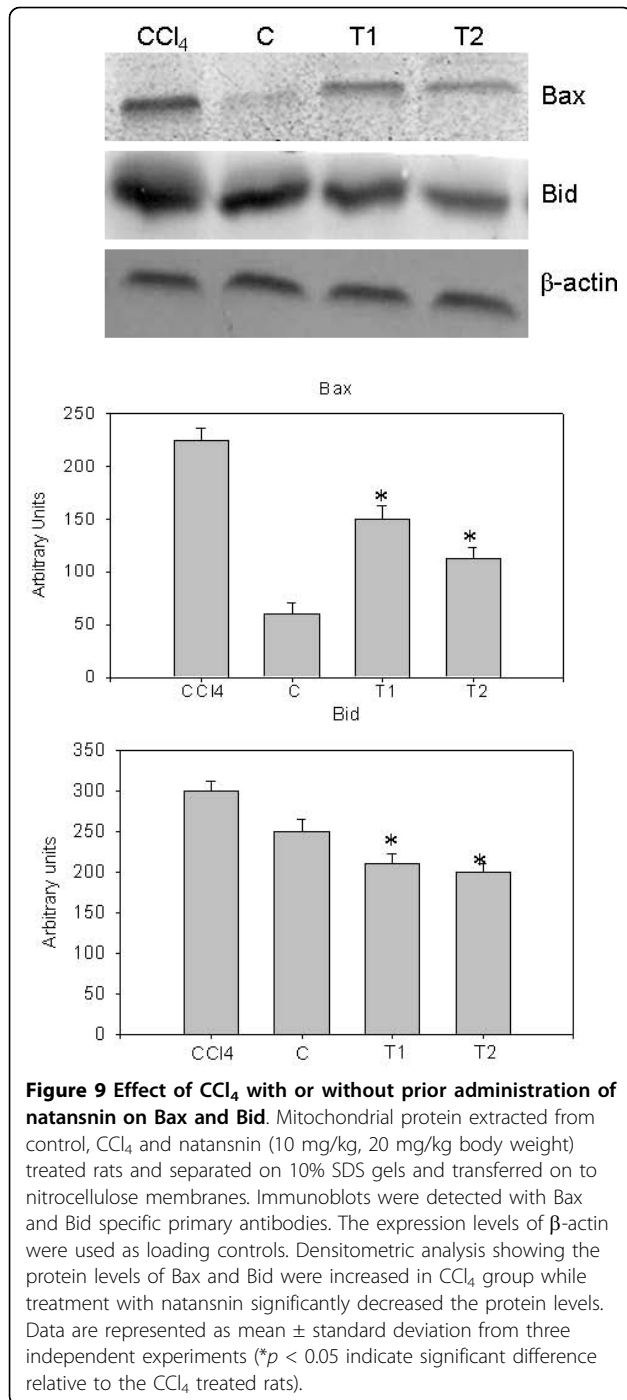 CCl₄ C T1 T2
Bax
Bid
β-actin
Bax
Arbitrary Units
250
200
150
100
50
0
*
*
CCl4 C T1 T2
Bid
Arbitrary units
350
300
250
200
150
100
50
0
*
*
CCl4 C T1 T2
Figure 9 Effect of CCl₄ with or without prior administration of
natansnin on Bax and Bid. Mitochondrial protein extracted from
control, CCl₄ and natansnin (10 mg/kg, 20 mg/kg body weight)
treated rats and separated on 10% SDS gels and transferred on to
nitrocellulose membranes. Immunoblots were detected with Bax
and Bid specific primary antibodies. The expression levels of β-actin
were used as loading controls. Densitometric analysis showing the
protein levels of Bax and Bid were increased in CCl₄ group while
treatment with natansnin significantly decreased the protein levels.
Data are represented as mean ± standard deviation from three
independent experiments (*p < 0.05 indicate significant difference
relative to the CCl₄ treated rats).